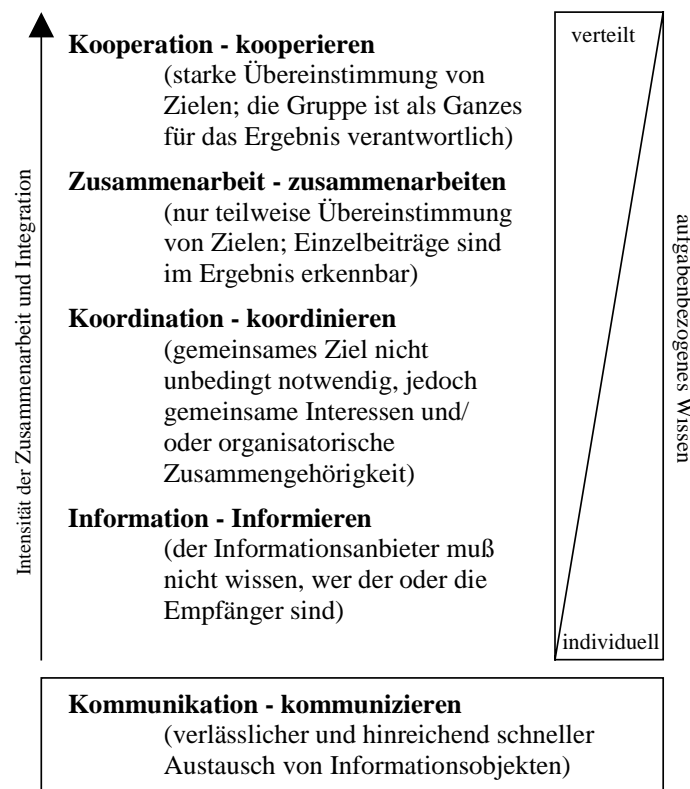 verteilt
Kooperation - kooperieren
(starke Übereinstimmung von
Zielen; die Gruppe ist als Ganzes
für das Ergebnis verantwortlich)
Zusammenarbeit - zusammenarbeiten
(nur teilweise Übereinstimmung
von Zielen; Einzelbeiträge sind
im Ergebnis erkennbar)
Koordination - koordinieren
(gemeinsames Ziel nicht
unbedingt notwendig, jedoch
gemeinsame Interessen und/
oder organisatorische
Zusammengehörigkeit)
Information - Informieren
(der Informationsanbieter muß
nicht wissen, wer der oder die
Empfänger sind)
individuell
Intensität der Zusammenarbeit und Integration
aufgabenbezogenes Wissen
Kommunikation - kommunizieren
(verlässlicher und hinreichend schneller
Austausch von Informationsobjekten)